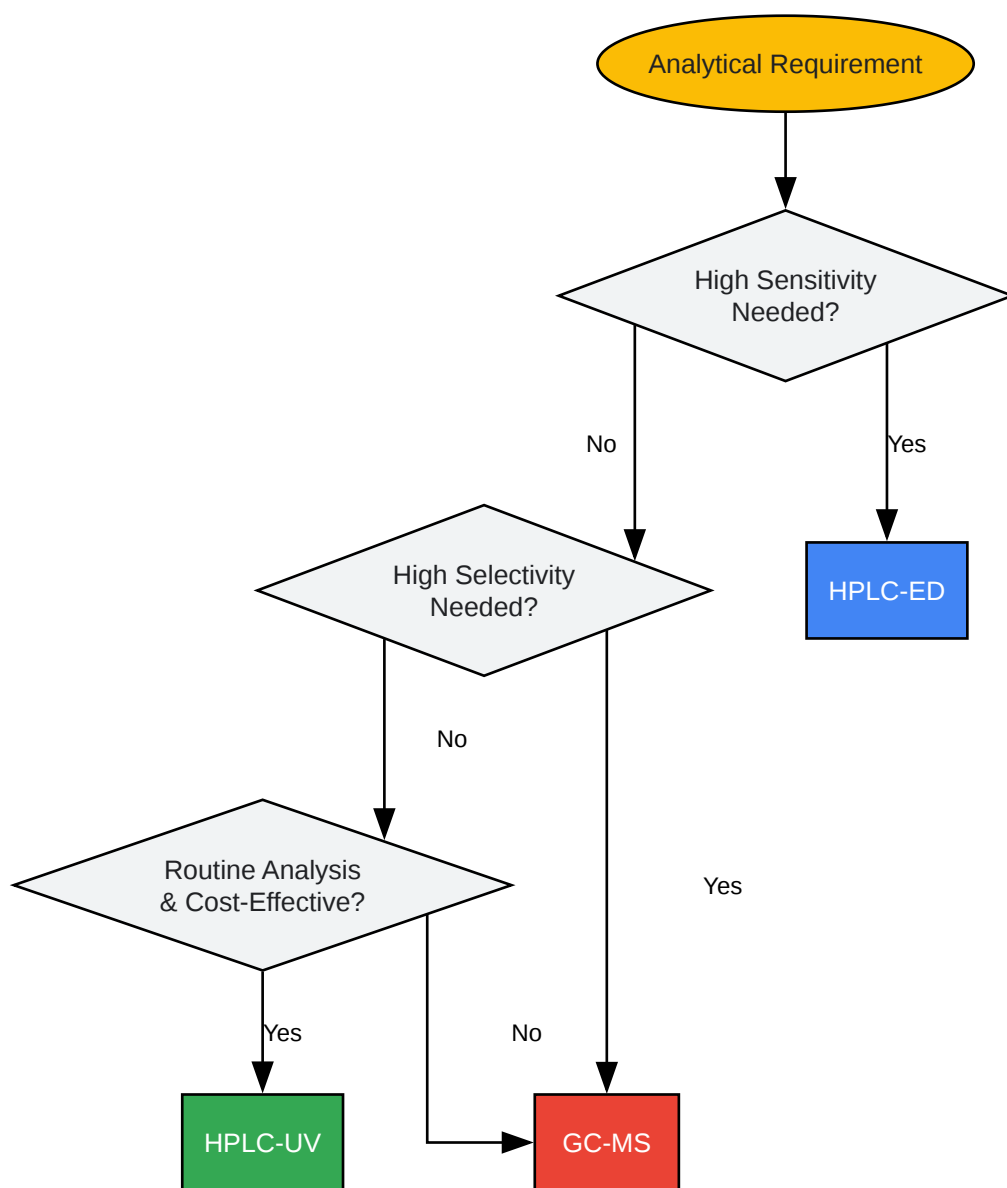 Analytical Requirement
High Sensitivity
Needed?
No
Yes
High Selectivity
Needed?
HPLC-ED
No
Yes
Routine Analysis
& Cost-Effective?
Yes
No
HPLC-UV
GC-MS